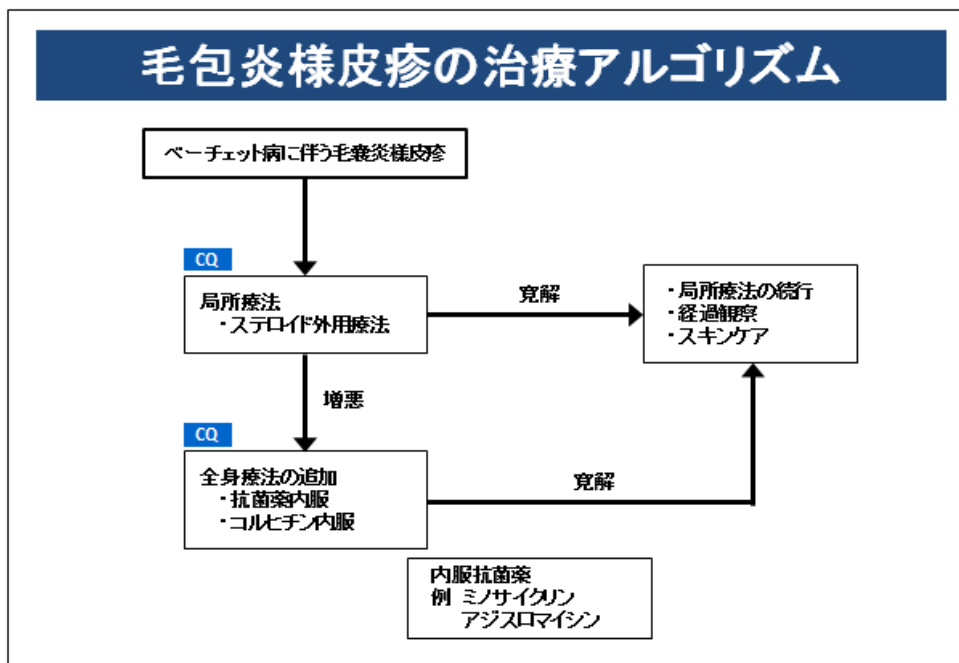 毛包炎様皮疹の治療アルゴリズム
ベーチェット病に伴う毛嚢炎様皮疹
CQ
局所療法
・ステロイド外用療法
寛解
・局所療法の続行
・経過観察
・スキンケア
増悪
CQ
全身療法の追加
・抗菌薬内服
・コルヒチン内服
寛解
内服抗菌薬
例 ミノサイクリン
アジスロマイシン